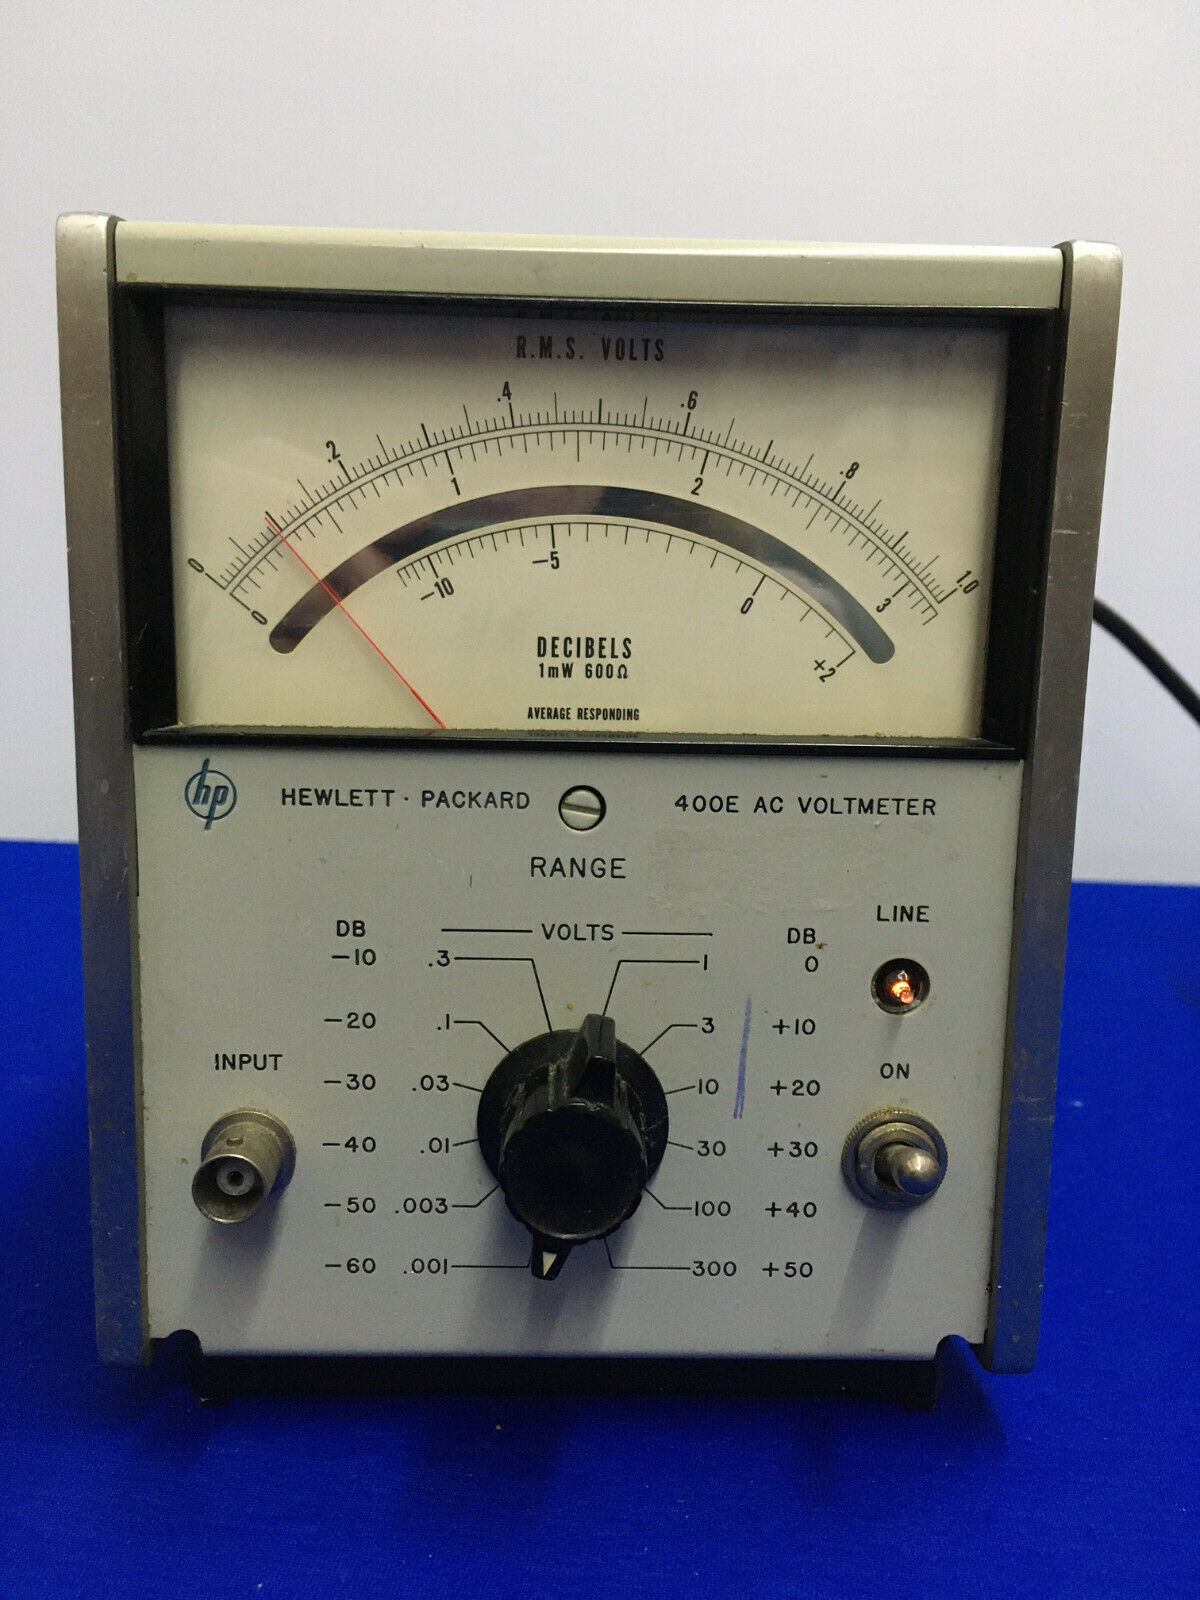 R.M.S. VOLTS
0 .2 .4 .6 .8 1.0
0 1 2 3
-10 -5 0 +2
DECIBELS
1mW 600Ω
AVERAGE RESPONDING
hp HEWLETT · PACKARD 400E AC VOLTMETER
RANGE
LINE
DB VOLTS DB
-10 .3 1 0
-20 .1 3 +10
INPUT ON
-30 .03 10 +20
-40 .01 30 +30
-50 .003 100 +40
-60 .001 300 +50